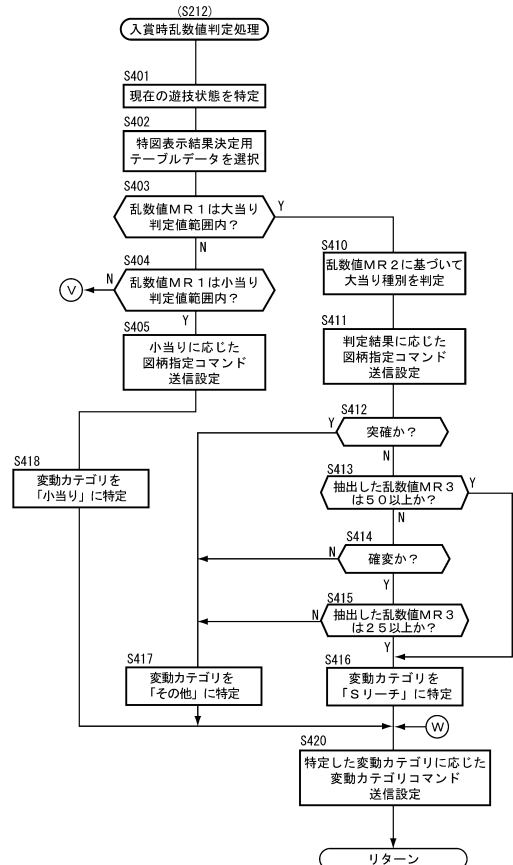 (S212)
入賞時乱数値判定処理
S401
現在の遊技状態を特定
S402
特図表示結果決定用
テーブルデータを選択
S403
乱数値MR1は大当り
判定値範囲内?
Y
N
S404
乱数値MR1は小当り
判定値範囲内?
N
V
Y
S405
小当りに応じた
図柄指定コマンド
送信設定
S410
乱数値MR2に基づいて
大当り種別を判定
S411
判定結果に応じた
図柄指定コマンド
送信設定
S412
突確か?
Y
N
S413
抽出した乱数値MR3
は50以上か?
Y
N
S414
確変か?
N
Y
S415
抽出した乱数値MR3
は25以上か?
N
Y
S416
変動カテゴリを
「Sリーチ」に特定
S417
変動カテゴリを
「その他」に特定
S418
変動カテゴリを
「小当り」に特定
W
S420
特定した変動カテゴリに応じた
変動カテゴリコマンド
送信設定
リターン